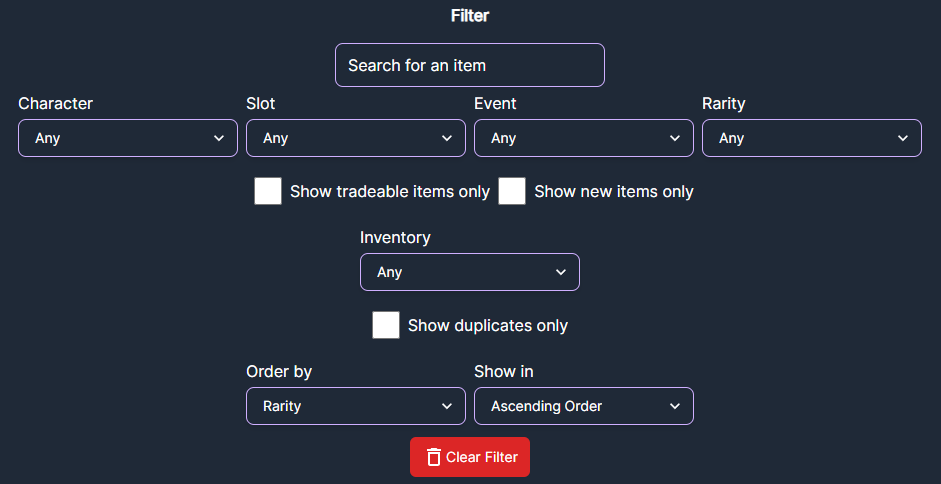 Filter
Search for an item
Character Slot Event Rarity
Any Any Any Any
Show tradeable items only Show new items only
Inventory
Any
Show duplicates only
Order by Show in
Rarity Ascending Order
Clear Filter